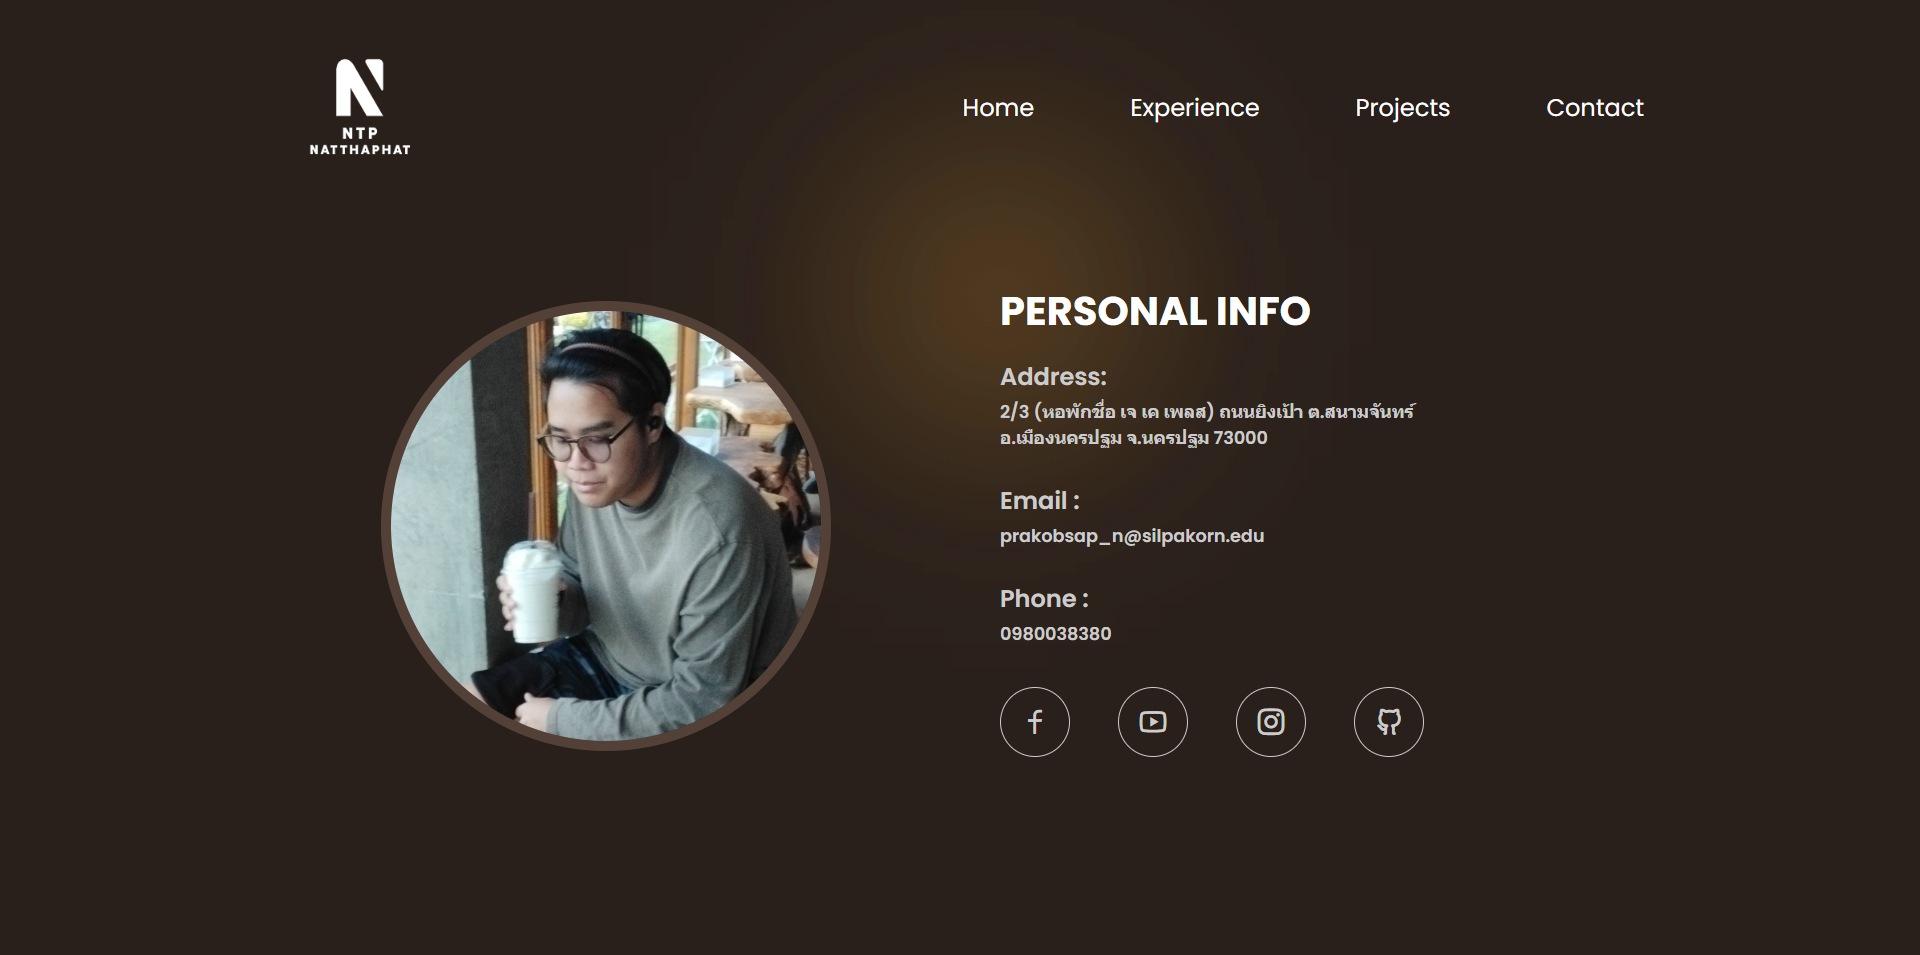 NTP
NATTHAPHAT
Home
Experience
Projects
Contact
PERSONAL INFO
Address:
2/3 (หอพักชื่อ เจ เค เพลส) ถนนยิงเป้า ต.สนามจันทร์
อ.เมืองนครปฐม จ.นครปฐม 73000
Email :
prakobsap_n@silpakorn.edu
Phone :
0980038380